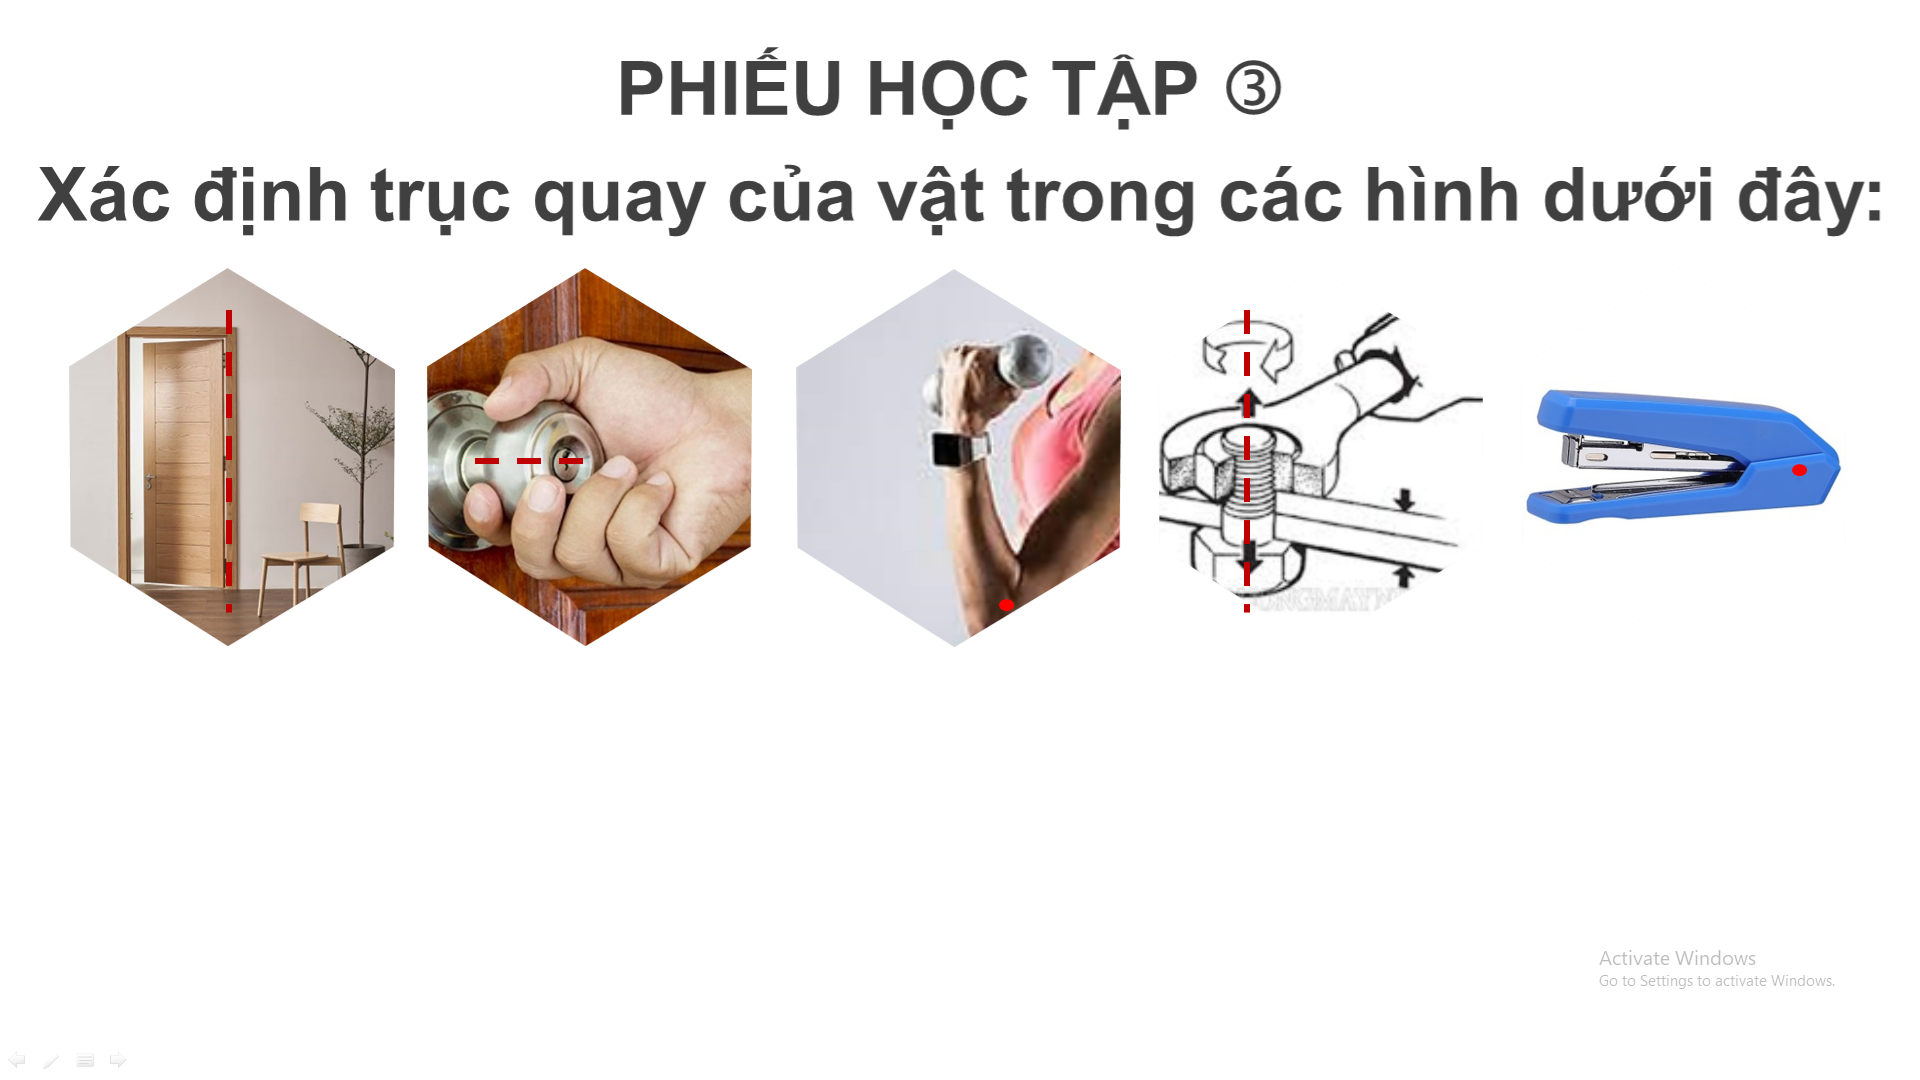 PHIẾU HỌC TẬP ③
Xác định trục quay của vật trong các hình dưới đây:
Activate Windows
Go to Settings to activate Windows.